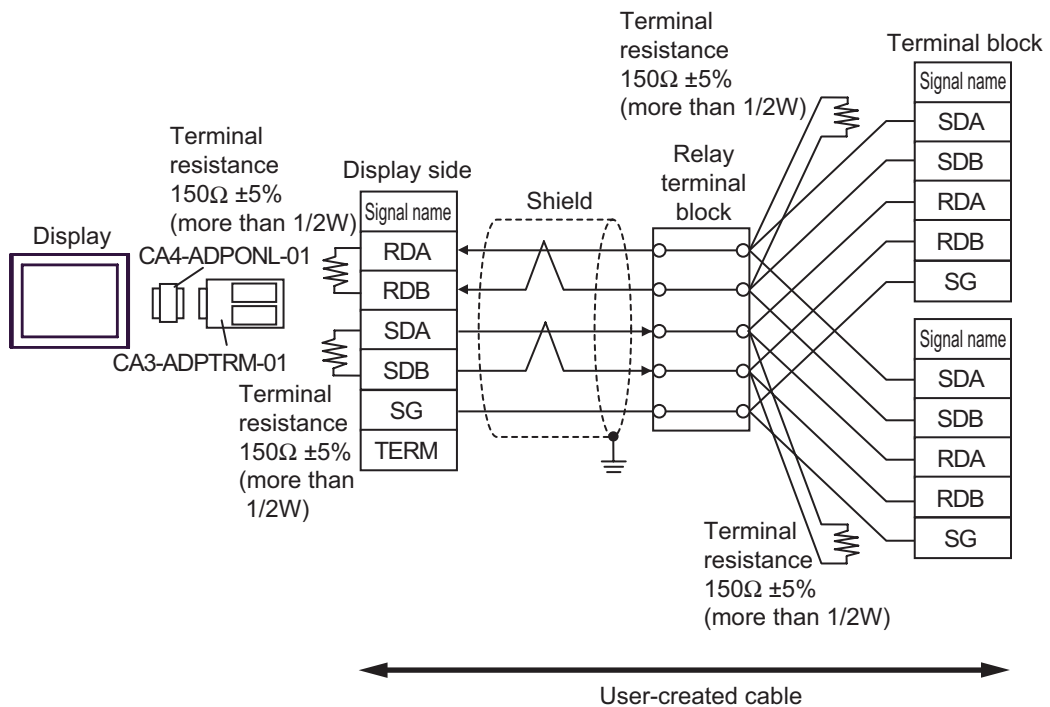 Terminal
resistance
150Ω ±5%
(more than 1/2W)
Terminal block
Signal name
SDA
SDB
RDA
RDB
SG
Signal name
SDA
SDB
RDA
RDB
SG
Relay
terminal
block
Terminal
resistance
150Ω ±5%
(more than 1/2W)
Display side
Signal name
RDA
RDB
SDA
SDB
SG
TERM
Shield
Display
CA4-ADPONL-01
CA3-ADPTRM-01
Terminal
resistance
150Ω ±5%
(more than
1/2W)
Terminal
resistance
150Ω ±5%
(more than 1/2W)
User-created cable